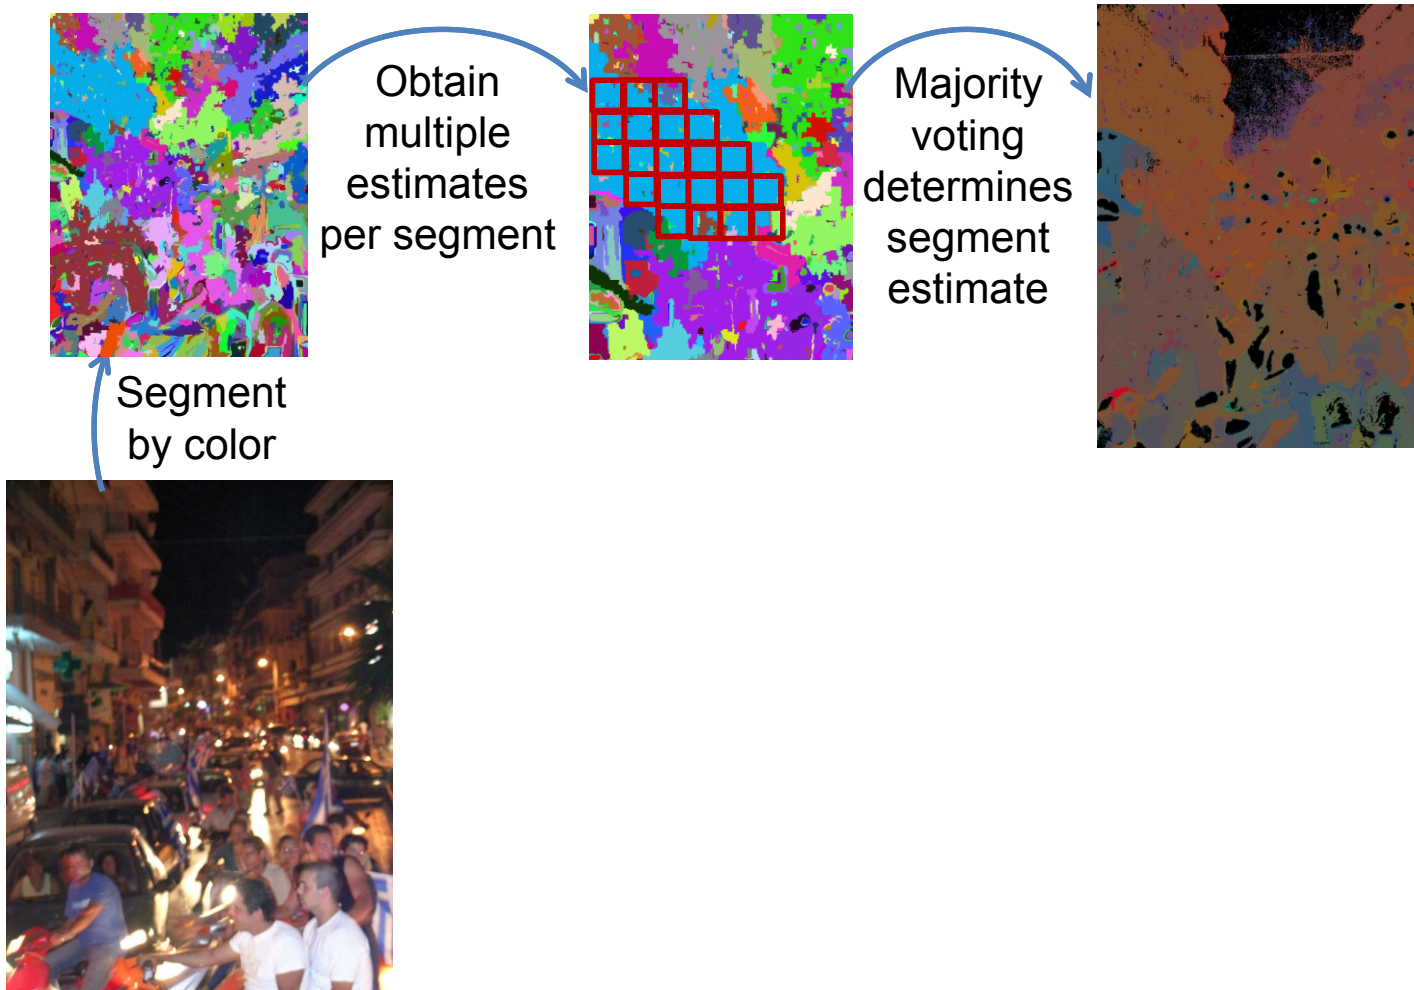 Obtain
multiple
estimates
per segment
Majority
voting
determines
segment
estimate
Segment
by color